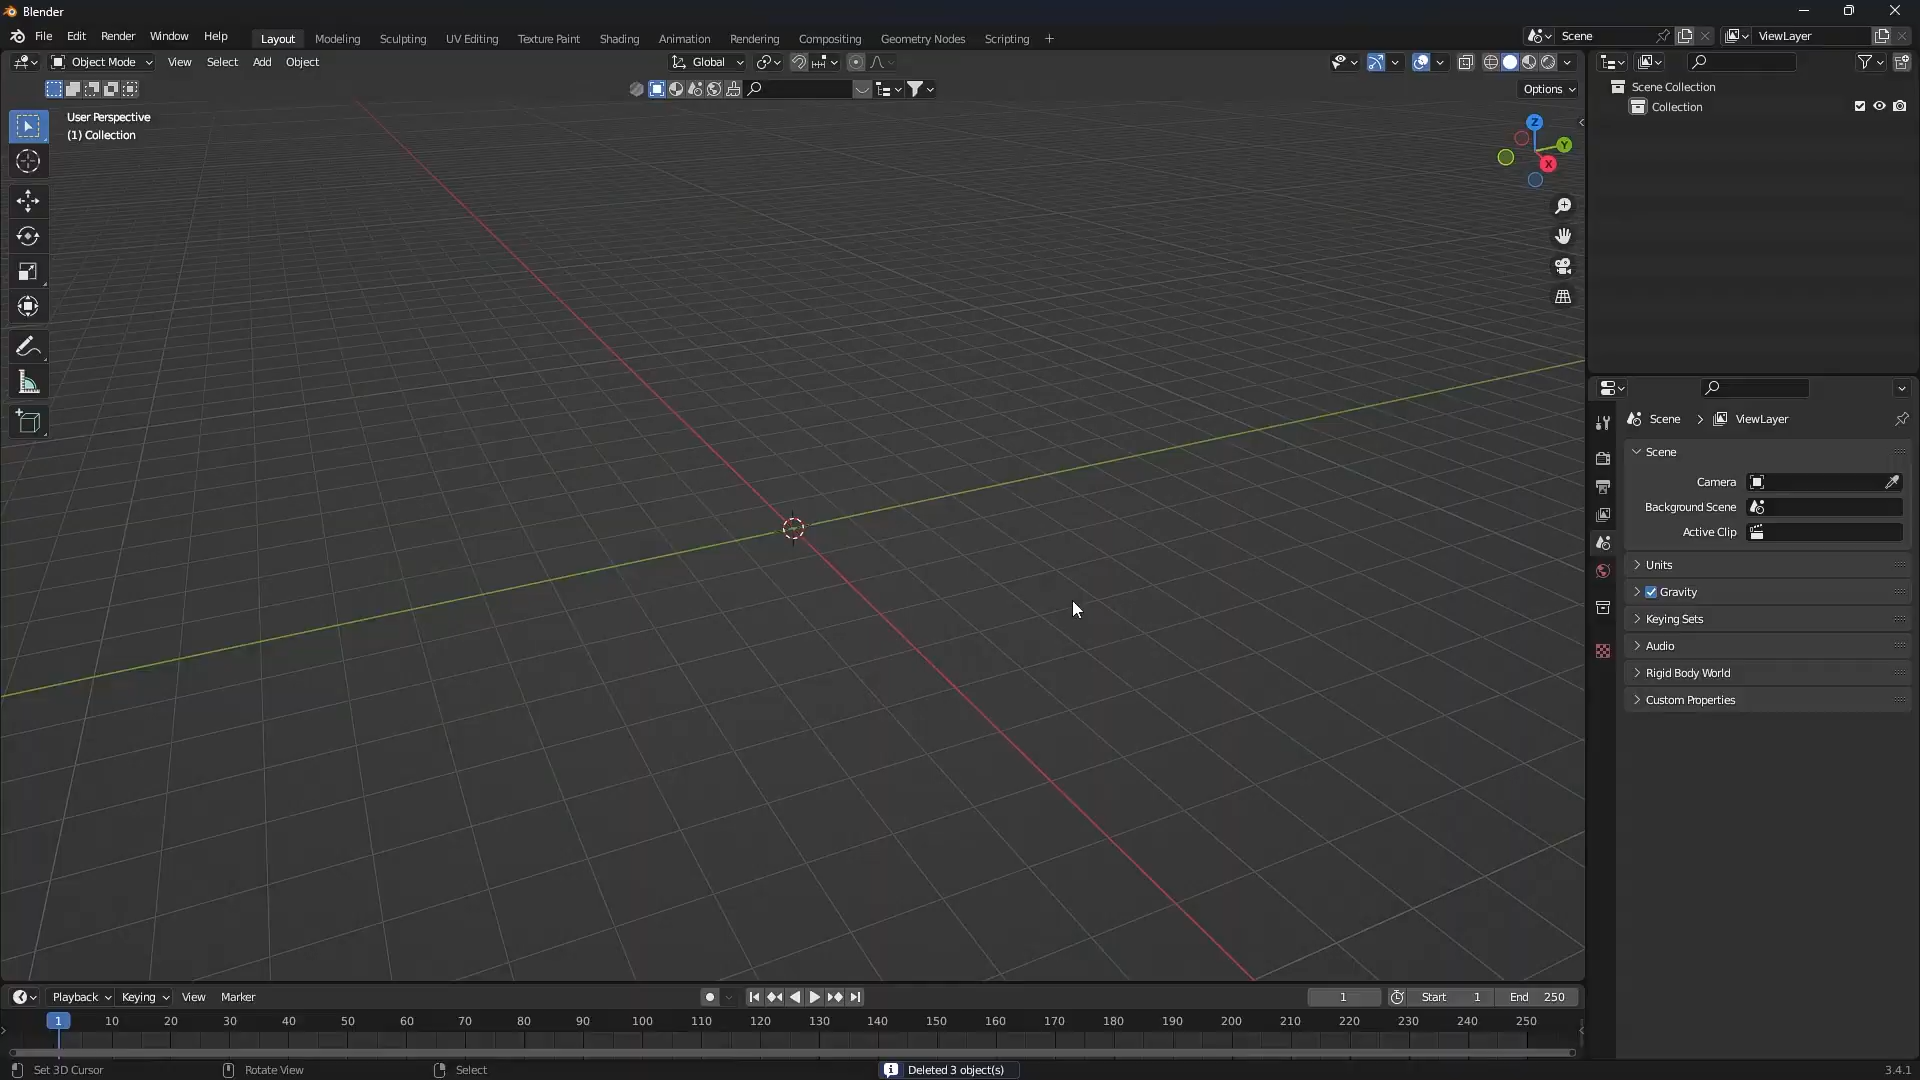 Blender
File Edit Render Window Help Layout Modeling Sculpting UV Editing Texture Paint Shading Animation Rendering Compositing Geometry Nodes Scripting + Scene ViewLayer
Object Mode View Select Add Object Global
Options
User Perspective
(1) Collection
Z
Y
X
Scene Collection
Collection
Scene > ViewLayer
Scene
Camera
Background Scene
Active Clip
Units
Gravity
Keying Sets
Audio
Rigid Body World
Custom Properties
Playback Keying View Marker 1 Start 1 End 250
1 10 20 30 40 50 60 70 80 90 100 110 120 130 140 150 160 170 180 190 200 210 220 230 240 250
Set 3D Cursor Rotate View Select Deleted 3 object(s) 3.4.1